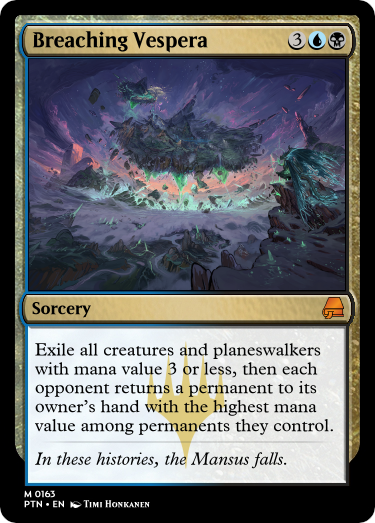 Breaching Vespera
3
Sorcery
Exile all creatures and planeswalkers
with mana value 3 or less, then each
opponent returns a permanent to its
owner's hand with the highest mana
value among permanents they control.
In these histories, the Mansus falls.
M 0163
PTN • EN Timi Honkanen